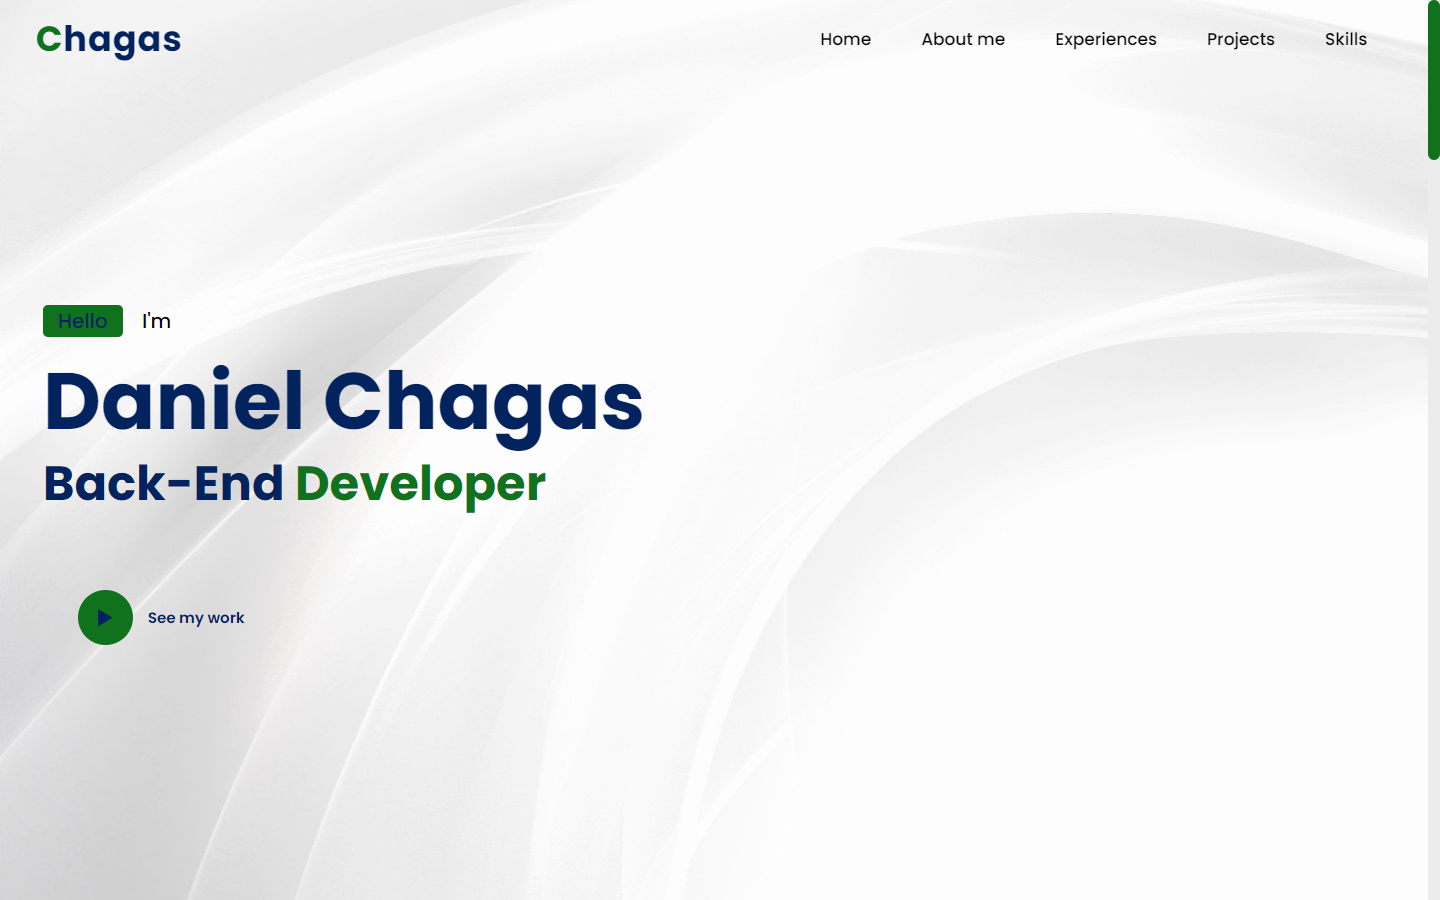 Chagas
Home About me Experiences Projects Skills
Hello I'm
Daniel Chagas
Back-End Developer
See my work